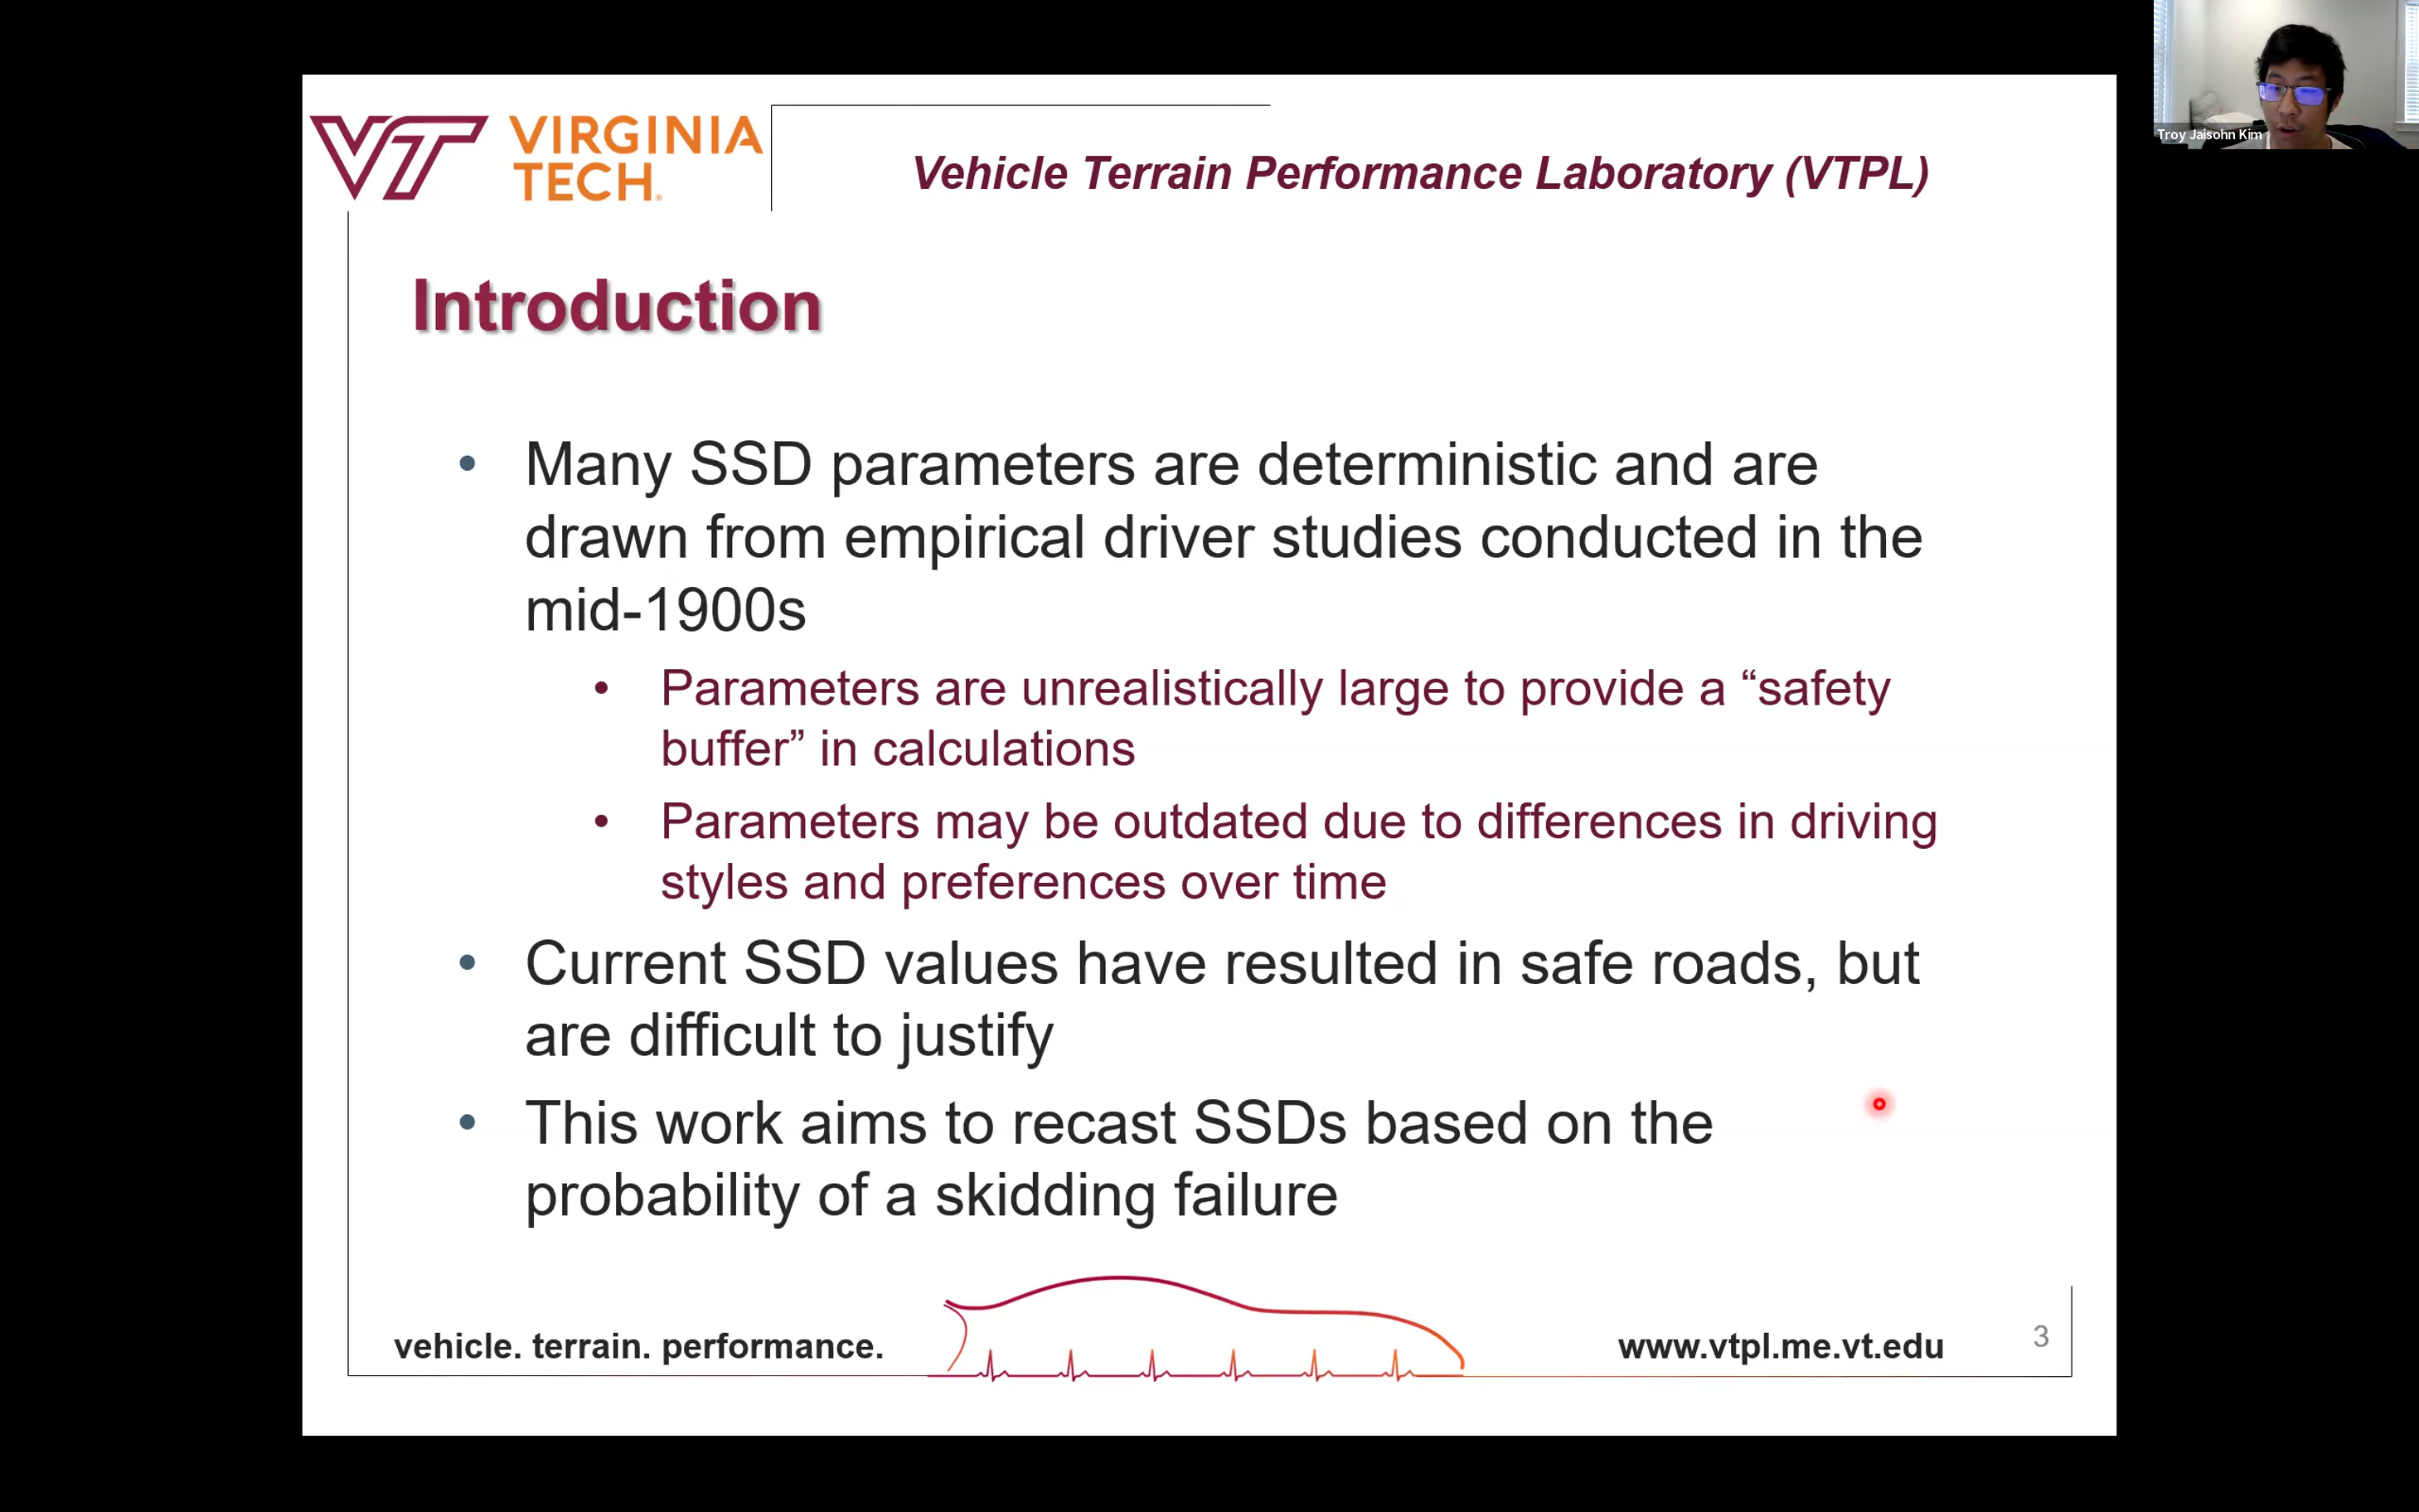 Troy Jaisohn Kim
VT VIRGINIA
TECH®
Vehicle Terrain Performance Laboratory (VTPL)
Introduction
• Many SSD parameters are deterministic and are
drawn from empirical driver studies conducted in the
mid-1900s
• Parameters are unrealistically large to provide a “safety
buffer” in calculations
• Parameters may be outdated due to differences in driving
styles and preferences over time
• Current SSD values have resulted in safe roads, but
are difficult to justify
• This work aims to recast SSDs based on the
probability of a skidding failure
vehicle. terrain. performance.
www.vtpl.me.vt.edu
3